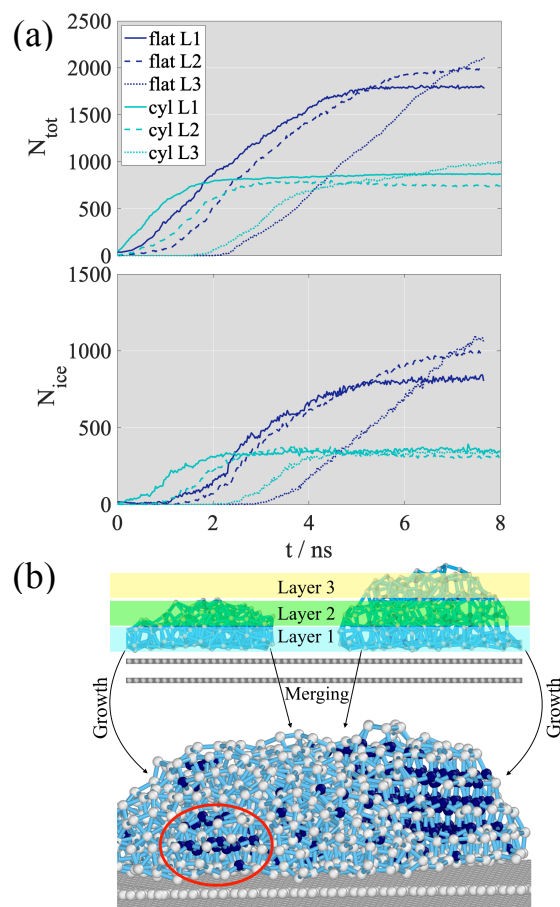 (a)
2500
2000
1500
1000
500
0
N_tot
flat L1
flat L2
flat L3
cyl L1
cyl L2
cyl L3
1500
1000
500
0
N_ice
0 2 4 6 8
t / ns
(b)
Layer 3
Layer 2
Layer 1
Merging
Growth
Growth